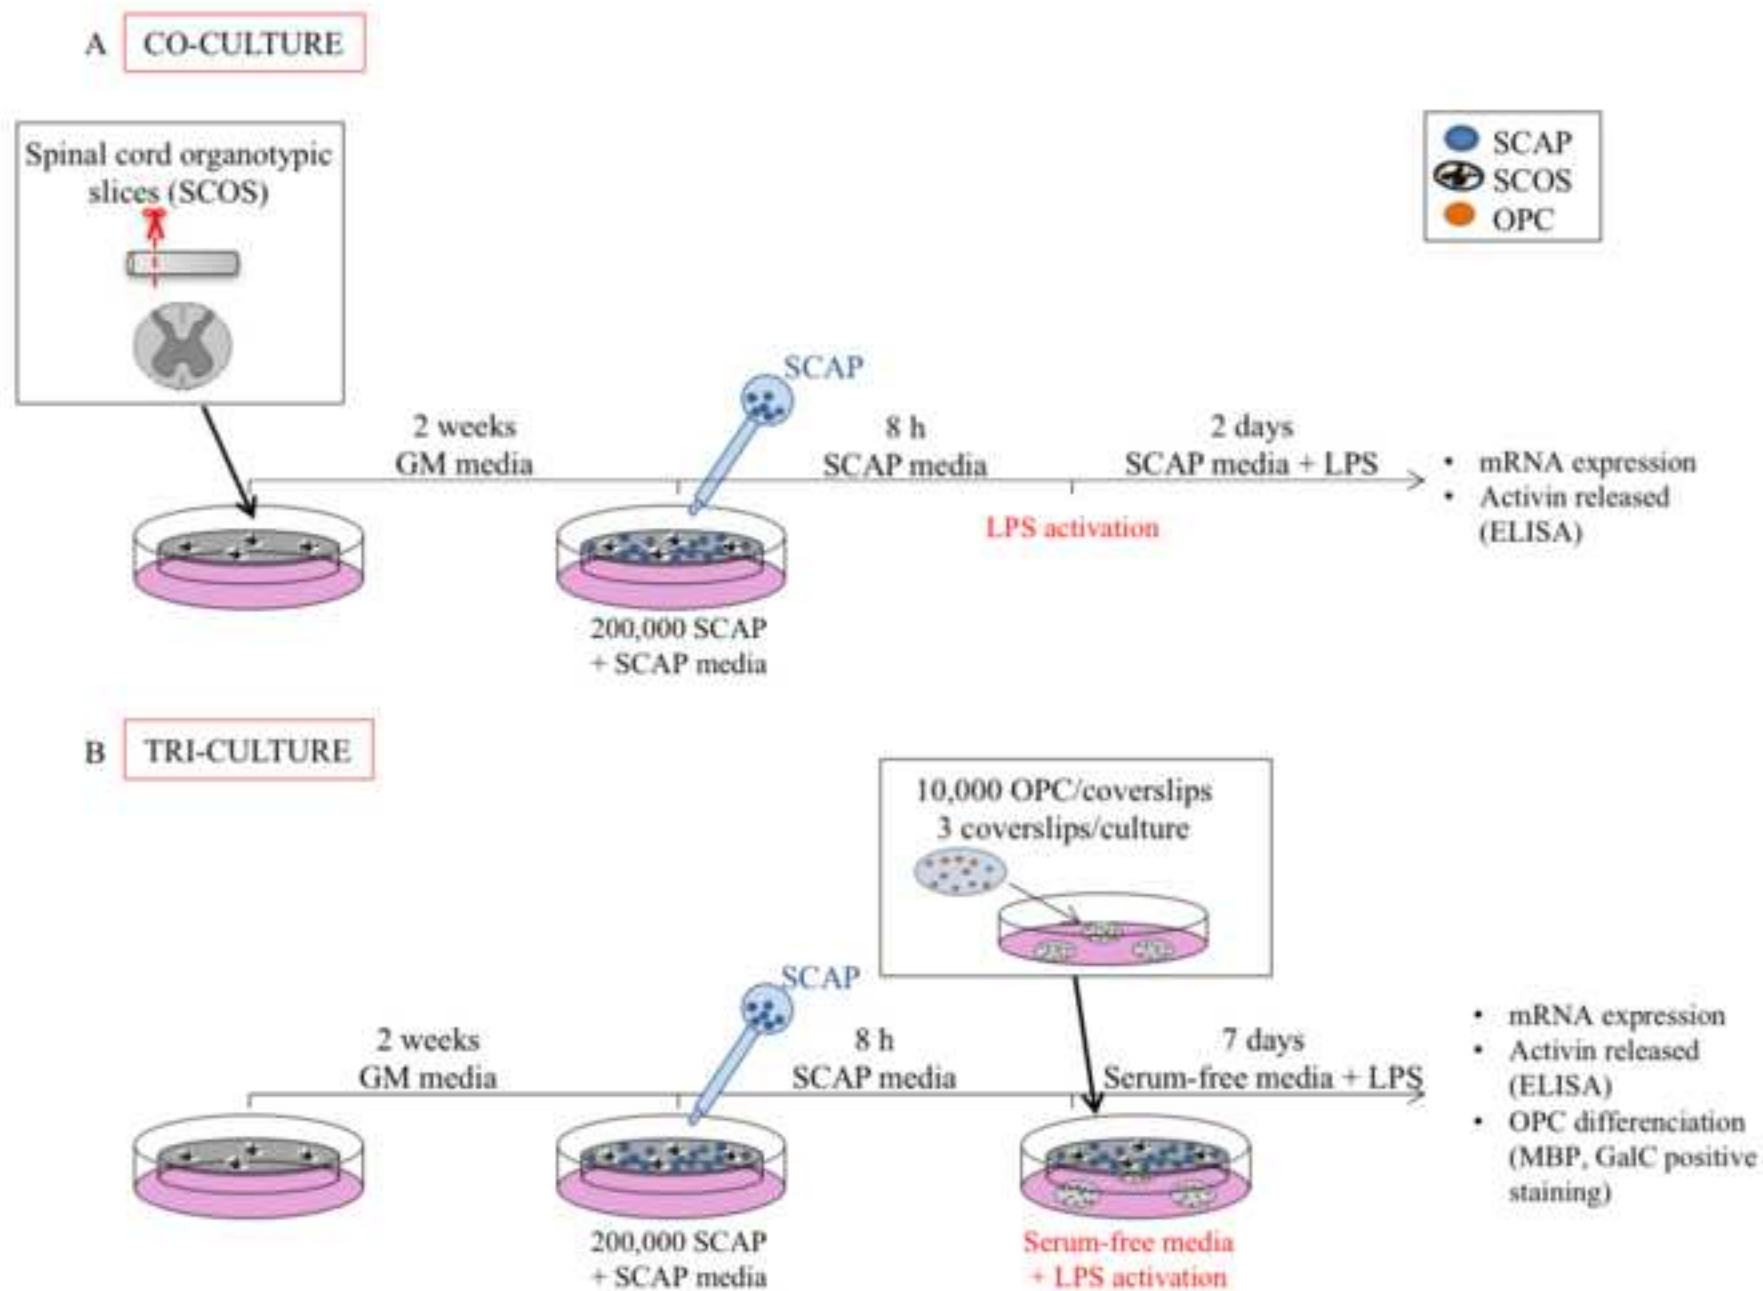 A CO-CULTURE
Spinal cord organotypic
slices (SCOS)
SCAP
SCOS
OPC
SCAP
2 weeks
GM media
8 h
SCAP media
2 days
SCAP media + LPS
• mRNA expression
• Activin released
(ELISA)
LPS activation
200,000 SCAP
+ SCAP media
B TRI-CULTURE
10,000 OPC/coverslips
3 coverslips/culture
SCAP
2 weeks
GM media
8 h
SCAP media
7 days
Serum-free media + LPS
• mRNA expression
• Activin released
(ELISA)
• OPC differenciation
(MBP, GalC positive
staining)
200,000 SCAP
+ SCAP media
Serum-free media
+ LPS activation